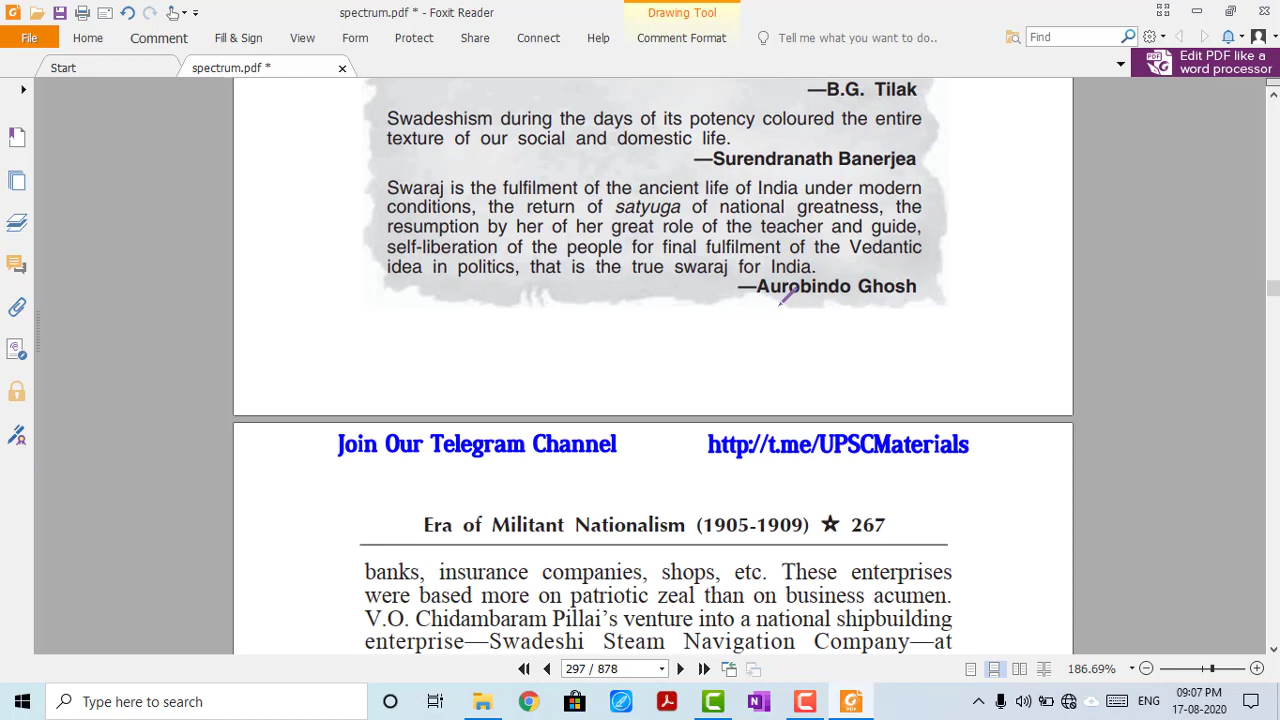 spectrum.pdf * - Foxit Reader
Drawing Tool
File Home Comment Fill & Sign View Form Protect Share Connect Help Comment Format Tell me what you want to do.. Find
Start spectrum.pdf * Edit PDF like a
word processor
—B.G. Tilak
Swadeshism during the days of its potency coloured the entire
texture of our social and domestic life.
—Surendranath Banerjea
Swaraj is the fulfilment of the ancient life of India under modern
conditions, the return of satyuga of national greatness, the
resumption by her of her great role of the teacher and guide,
self-liberation of the people for final fulfilment of the Vedantic
idea in politics, that is the true swaraj for India.
—Aurobindo Ghosh
Join Our Telegram Channel http://t.me/UPSCMaterials
Era of Militant Nationalism (1905-1909) ☆ 267
banks, insurance companies, shops, etc. These enterprises
were based more on patriotic zeal than on business acumen.
V.O. Chidambaram Pillai's venture into a national shipbuilding
enterprise—Swadeshi Steam Navigation Company—at
297 / 878 186.69%
Type here to search ENG 09:07 PM
17-08-2020